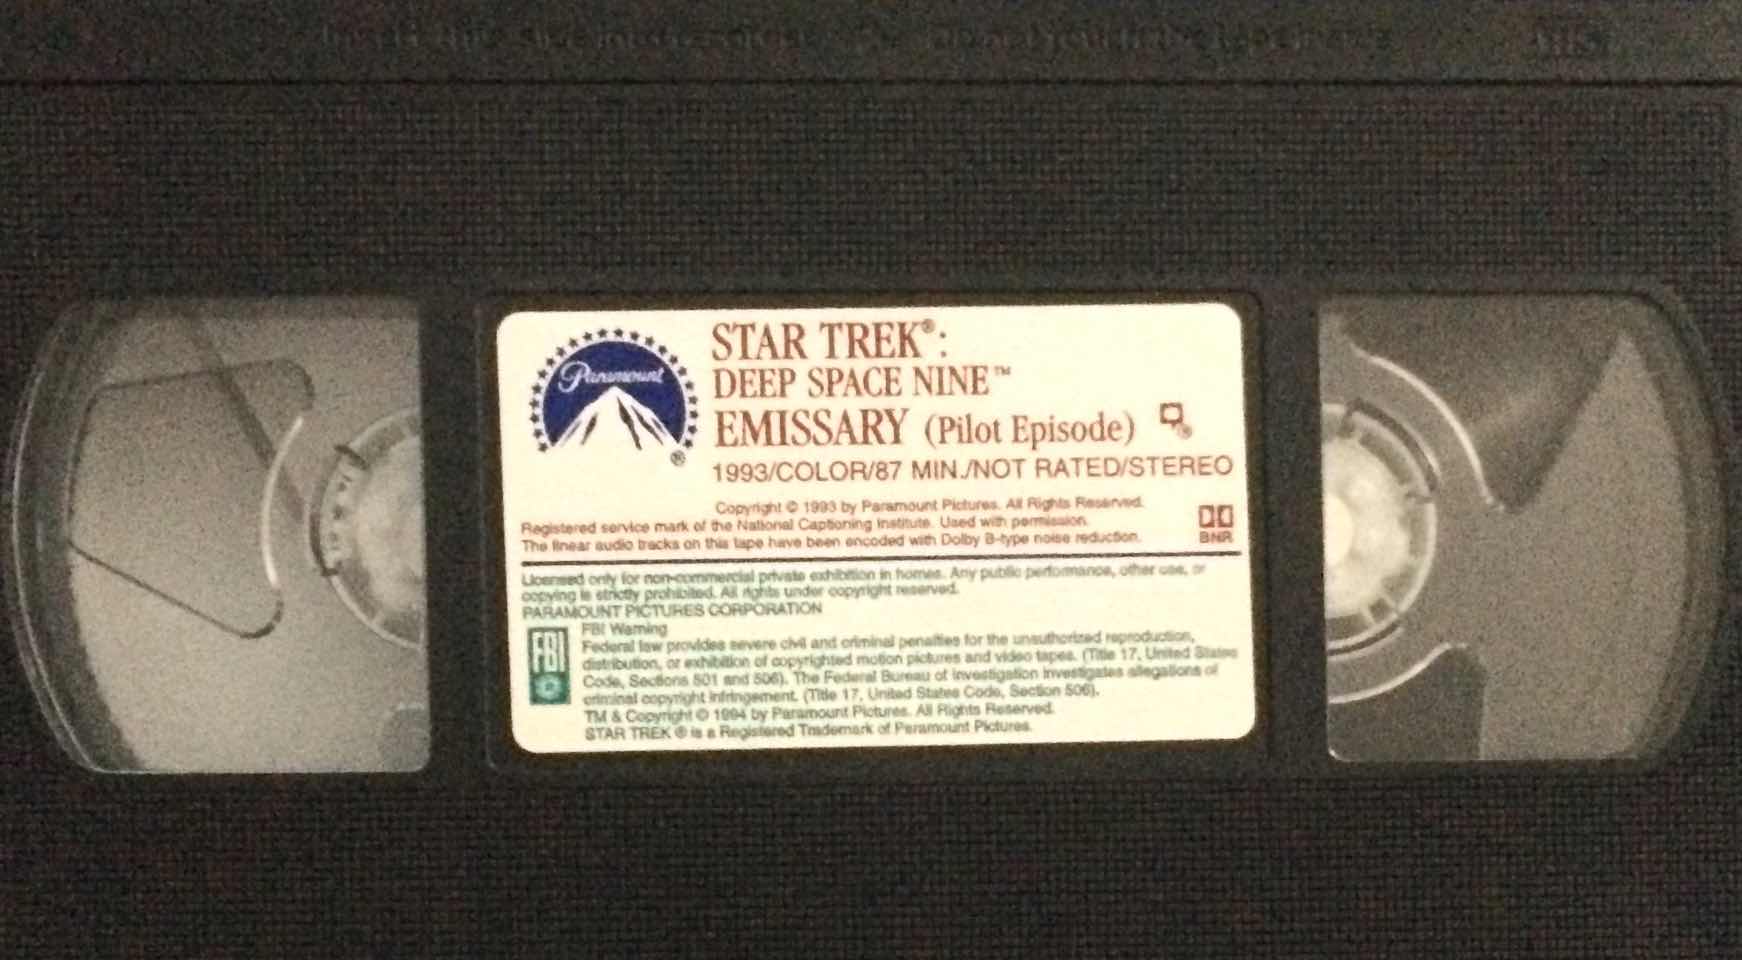 Paramount
®
STAR TREK®:
DEEP SPACE NINE™
EMISSARY (Pilot Episode)
1993/COLOR/87 MIN./NOT RATED/STEREO
Copyright © 1993 by Paramount Pictures. All Rights Reserved.
Registered service mark of the National Captioning Institute. Used with permission.
The linear audio tracks on this tape have been encoded with Dolby B-type noise reduction.
BNR
Licensed only for non-commercial private exhibition in homes. Any public performance, other use, or
copying is strictly prohibited. All rights under copyright reserved.
PARAMOUNT PICTURES CORPORATION
FBI
FBI Warning
Federal law provides severe civil and criminal penalties for the unauthorized reproduction,
distribution, or exhibition of copyrighted motion pictures and video tapes. (Title 17, United States
Code, Sections 501 and 506). The Federal Bureau of Investigation investigates allegations of
criminal copyright infringement. (Title 17, United States Code, Section 506).
TM & Copyright © 1994 by Paramount Pictures. All Rights Reserved.
STAR TREK ® is a Registered Trademark of Paramount Pictures.